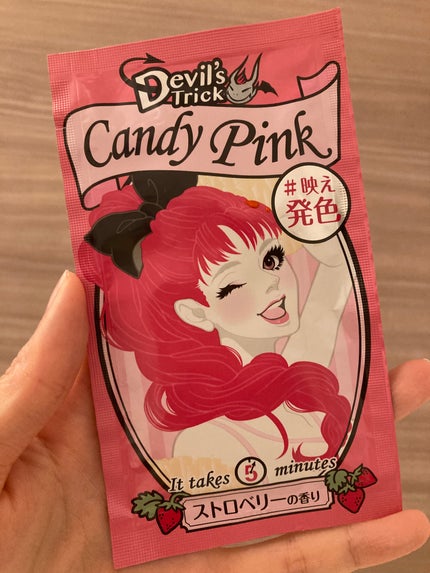 Devil's
Trick
Candy Pink
#映え
発色
It takes 5 minutes
ストロベリーの香り